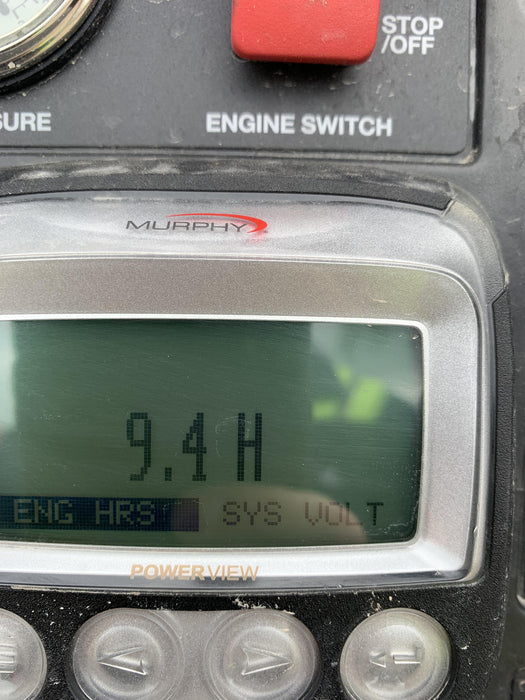 STOP
/OFF
SURE
ENGINE SWITCH
MURPHY
9.4 H
ENG HRS SYS VOLT
POWERVIEW